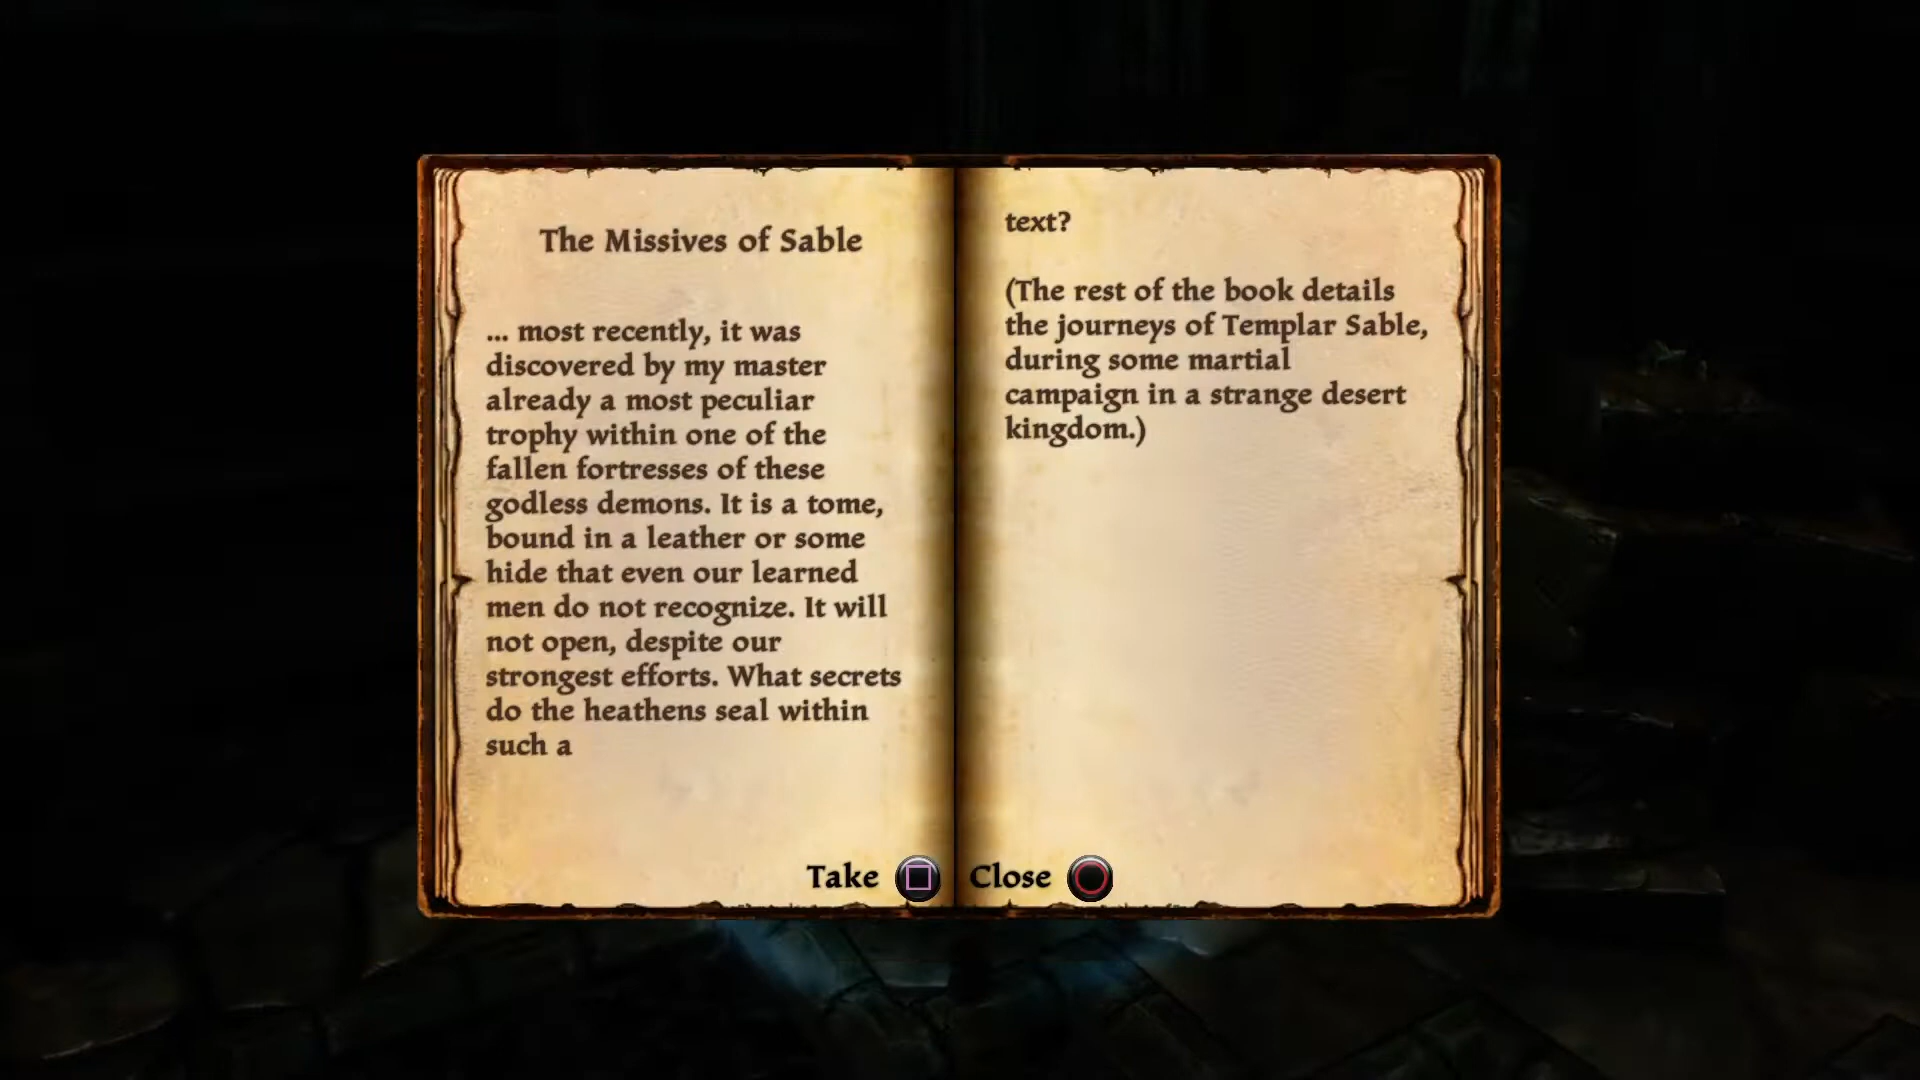 The Missives of Sable
... most recently, it was
discovered by my master
already a most peculiar
trophy within one of the
fallen fortresses of these
godless demons. It is a tome,
bound in a leather or some
hide that even our learned
men do not recognize. It will
not open, despite our
strongest efforts. What secrets
do the heathens seal within
such a
text?
(The rest of the book details
the journeys of Templar Sable,
during some martial
campaign in a strange desert
kingdom.)
Take
Close